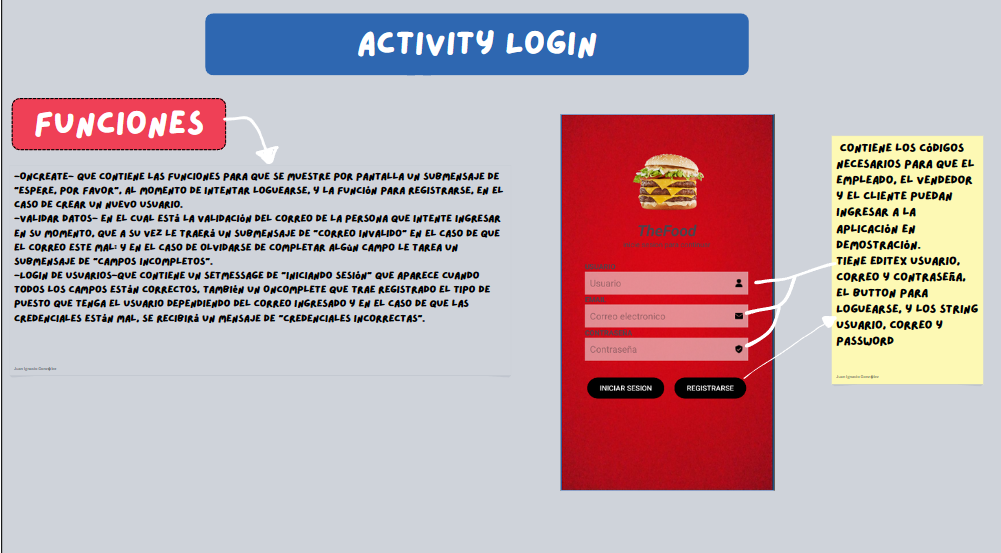 ACTIVITY LOGIN
FUNCIONES
-ONCREATE- QUE CONTIENE LAS FUNCIONES PARA QUE SE MUESTRE POR PANTALLA UN SUBMENSAJE DE
"ESPERE, POR FAVOR", AL MOMENTO DE INTENTAR LOGUEARSE, Y LA FUNCIÓN PARA REGISTRARSE, EN EL
CASO DE CREAR UN NUEVO USUARIO.
-VALIDAR DATOS- EN EL CUAL ESTÁ LA VALIDACIÓN DEL CORREO DE LA PERSONA QUE INTENTE INGRESAR
EN SU MOMENTO, QUE A SU VEZ LE TRAERÁ UN SUBMENSAJE DE "CORREO INVALIDO" EN EL CASO DE QUE
EL CORREO ESTE MAL; Y EN EL CASO DE OLVIDARSE DE COMPLETAR ALGÚN CAMPO LE TAREA UN
SUBMENSAJE DE "CAMPOS INCOMPLETOS".
-LOGIN DE USUARIOS-QUE CONTIENE UN SETMESSAGE DE "INICIANDO SESIÓN" QUE APARECE CUANDO
TODOS LOS CAMPOS ESTÁN CORRECTOS, TAMBIÉN UN ONCOMPLETE QUE TRAE REGISTRADO EL TIPO DE
PUESTO QUE TENGA EL USUARIO DEPENDIENDO DEL CORREO INGRESADO Y EN EL CASO DE QUE LAS
CREDENCIALES ESTÁN MAL, SE RECIBIRÁ UN MENSAJE DE "CREDENCIALES INCORRECTAS".
Juan Ignacio González
TheFood
Usuario
Correo electronico
Contraseña
INICIAR SESION
REGISTRARSE
CONTIENE LOS CÓDIGOS
NECESARIOS PARA QUE EL
EMPLEADO, EL VENDEDOR
Y EL CLIENTE PUEDAN
INGRESAR A LA
APLICACIÓN EN
DEMOSTRACIÓN.
TIENE EDITEX USUARIO,
CORREO Y CONTRASEÑA,
EL BUTTON PARA
LOGUEARSE, Y LOS STRING
USUARIO, CORREO Y
PASSWORD
Juan Ignacio González